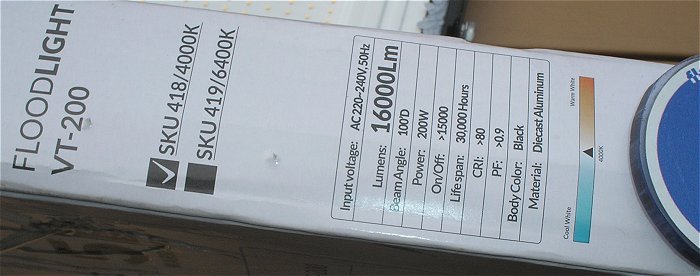 FLOODLIGHT
VT-200
SKU 418/4000K
SKU 419/6400K
Input voltage: AC 220-240V, 50Hz
Lumens: 16000Lm
Beam Angle: 100'D
Power: 200W
On/Off: >15000
Life span: 30,000 Hours
CRI: >80
PF: >0.9
Body Color: Black
Material: Diecast Aluminum
Warm White
4000K
Cool White